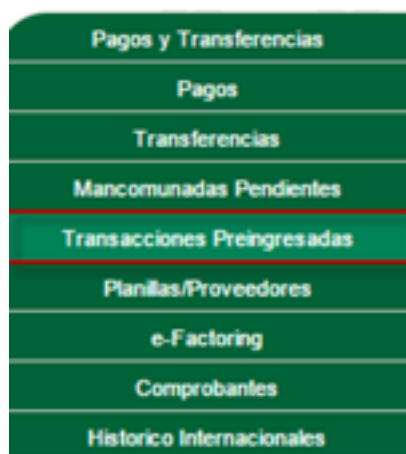 Pagos y Transferencias
Pagos
Transferencias
Mancomunadas Pendientes
Transacciones Preingresadas
Planillas/Proveedores
e-Factoring
Comprobantes
Historico Internacionales